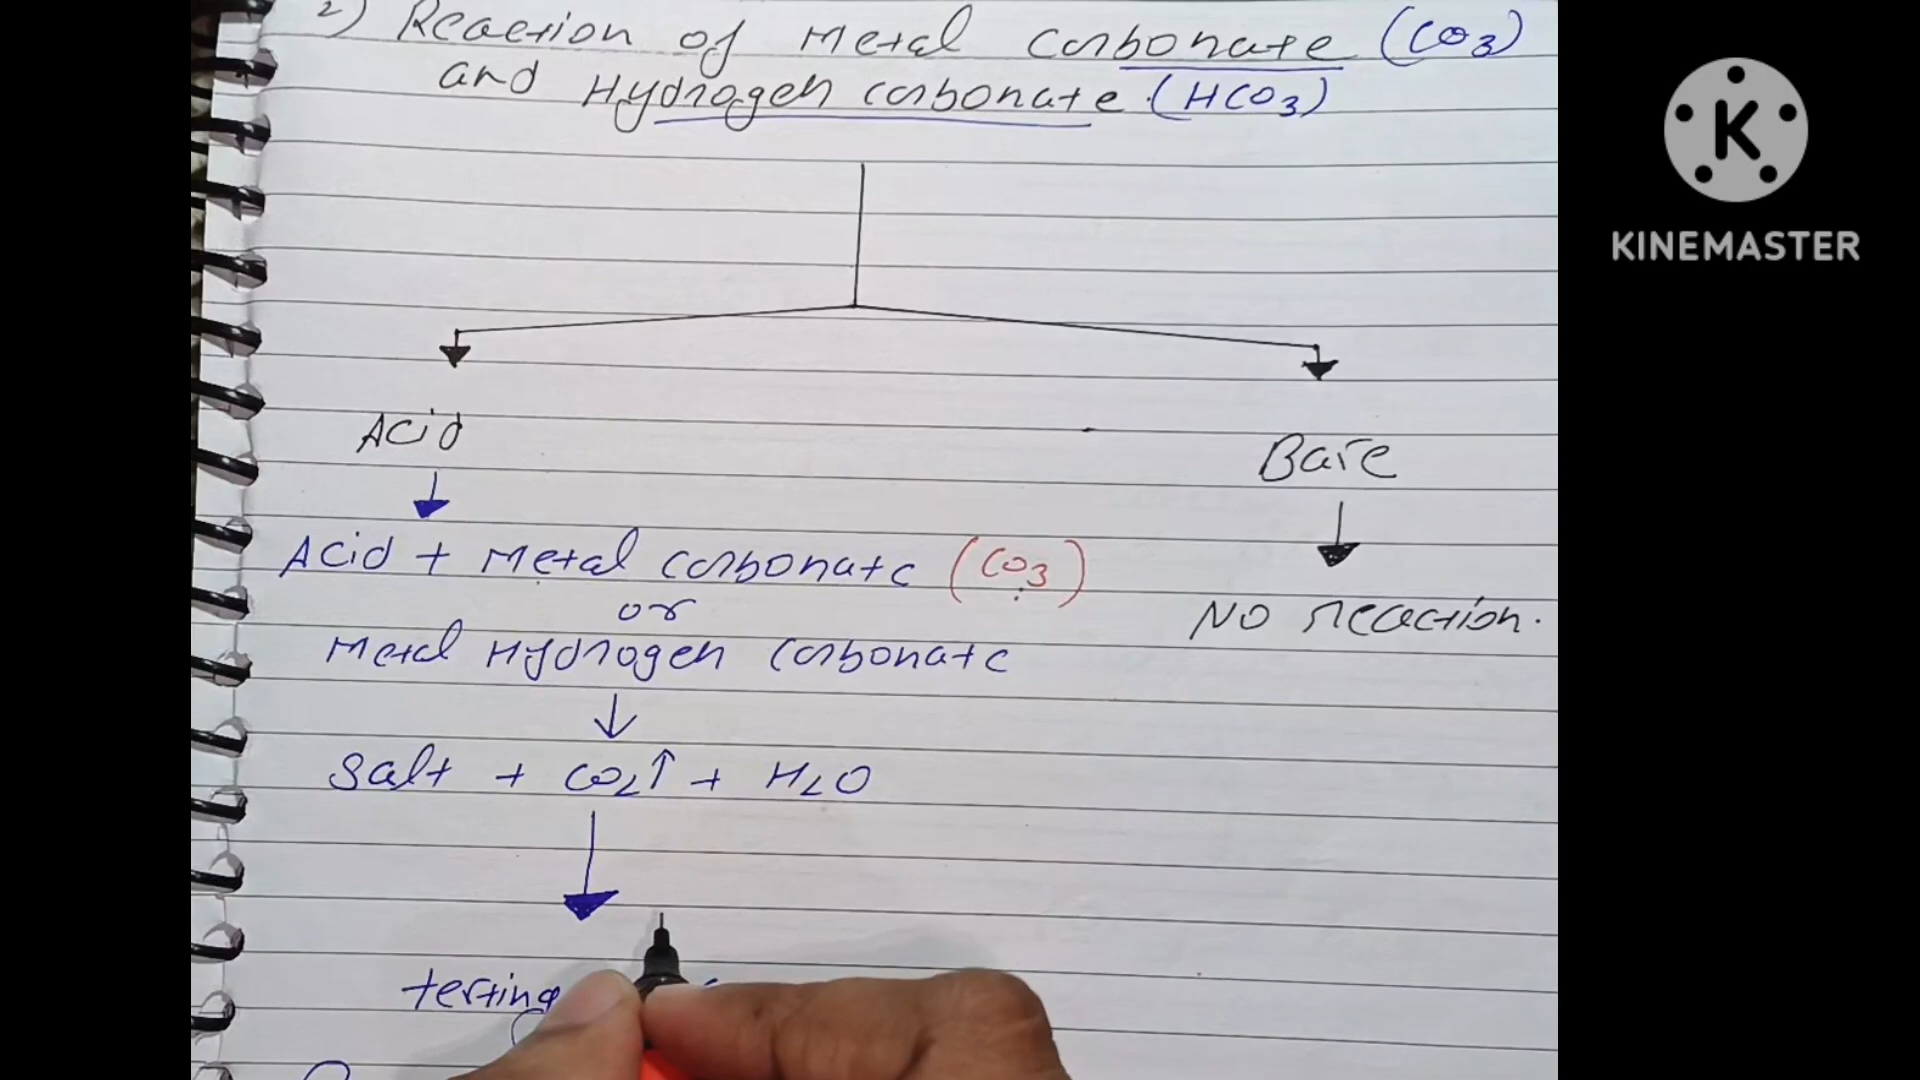 2) Reaction of Metal Carbonate (CO3)
and Hydrogen carbonate (HCO3)
Acid
Base
Acid + Metal carbonate (CO3)
or
Metal Hydrogen Carbonate
No reaction.
Salt + CO2↑ + H2O
testing
K
KINEMASTER